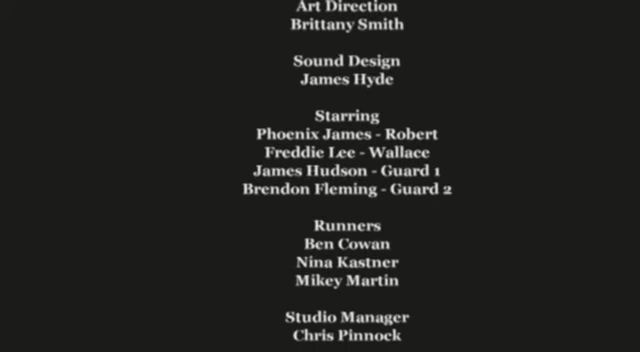 Art Direction
Brittany Smith
Sound Design
James Hyde
Starring
Phoenix James - Robert
Freddie Lee - Wallace
James Hudson - Guard 1
Brendon Fleming - Guard 2
Runners
Ben Cowan
Nina Kastner
Mikey Martin
Studio Manager
Chris Pinnock